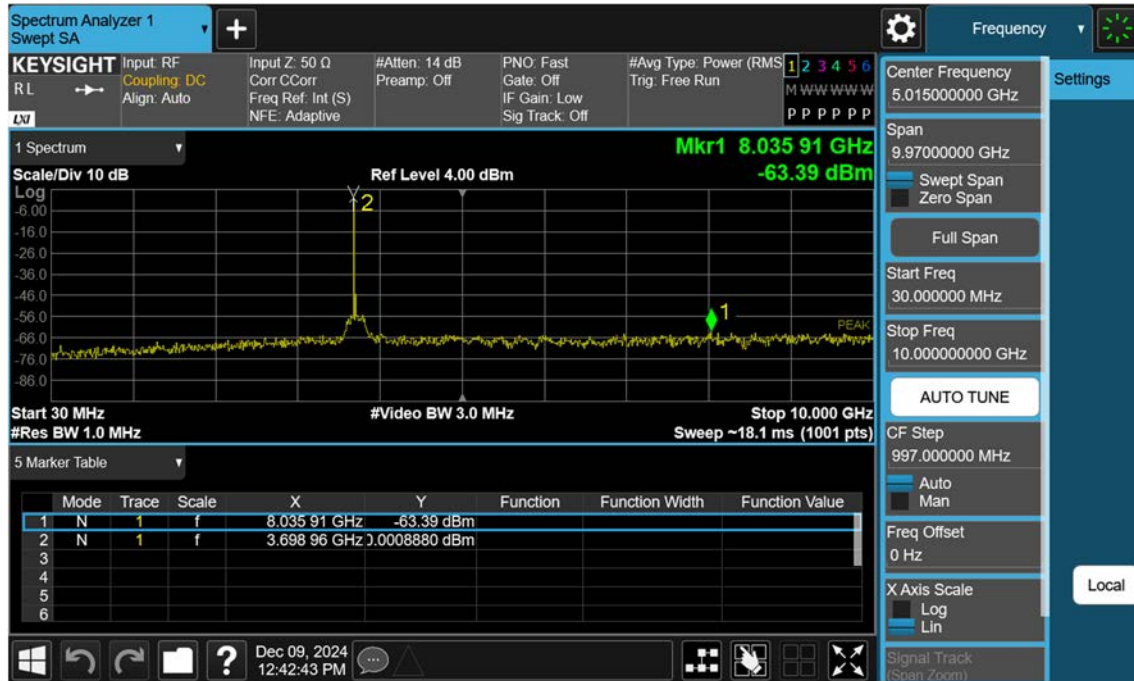 Spectrum Analyzer 1
Swept SA
+
Frequency
KEYSIGHT
RL
LXI
Input: RF
Coupling: DC
Align: Auto
Input Z: 50 Ω
Corr CCorr
Freq Ref: Int (S)
NFE: Adaptive
#Atten: 14 dB
Preamp: Off
PNO: Fast
Gate: Off
IF Gain: Low
Sig Track: Off
#Avg Type: Power (RMS
Trig: Free Run
1 2 3 4 5 6
M W W W W W
P P P P P P
1 Spectrum
Scale/Div 10 dB
Ref Level 4.00 dBm
Mkr1 8.035 91 GHz
-63.39 dBm
Log
-6.00
-16.0
-26.0
-36.0
-46.0
-56.0
-66.0
-76.0
-86.0
2
1
PEAK
Start 30 MHz
#Video BW 3.0 MHz
Stop 10.000 GHz
#Res BW 1.0 MHz
Sweep ~18.1 ms (1001 pts)
5 Marker Table
Mode Trace Scale X Y Function Function Width Function Value
1 N 1 f 8.035 91 GHz -63.39 dBm
2 N 1 f 3.698 96 GHz 0.0008880 dBm
3
4
5
6
?
Dec 09, 2024
12:42:43 PM
Center Frequency
5.015000000 GHz
Span
9.97000000 GHz
Swept Span
Zero Span
Full Span
Start Freq
30.000000 MHz
Stop Freq
10.000000000 GHz
AUTO TUNE
CF Step
997.000000 MHz
Auto
Man
Freq Offset
0 Hz
X Axis Scale
Log
Lin
Signal Track
(Span Zoom)
Settings
Local